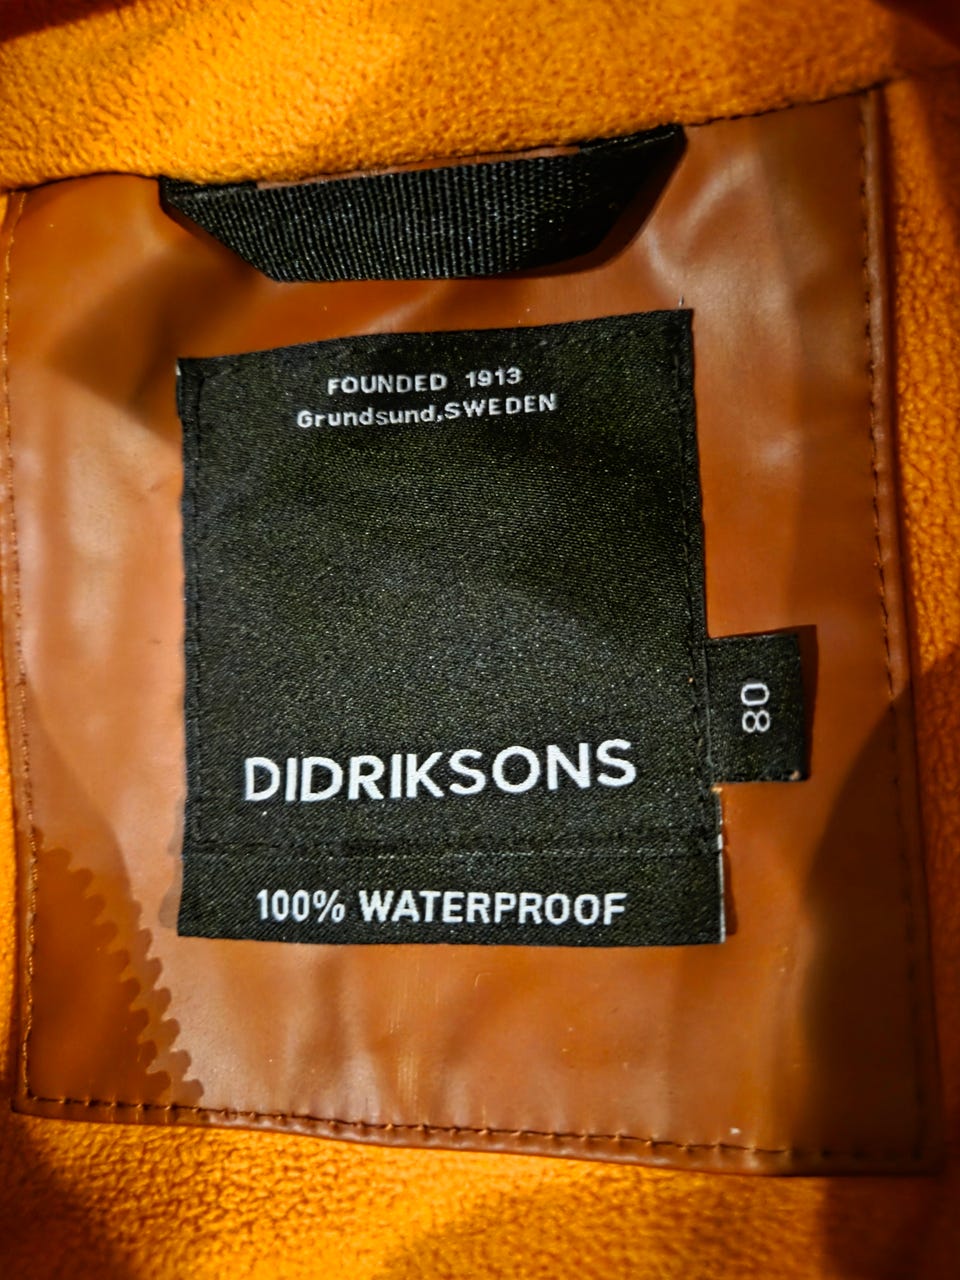 FOUNDED 1913
Grundsund,SWEDEN
DIDRIKSONS
80
100% WATERPROOF